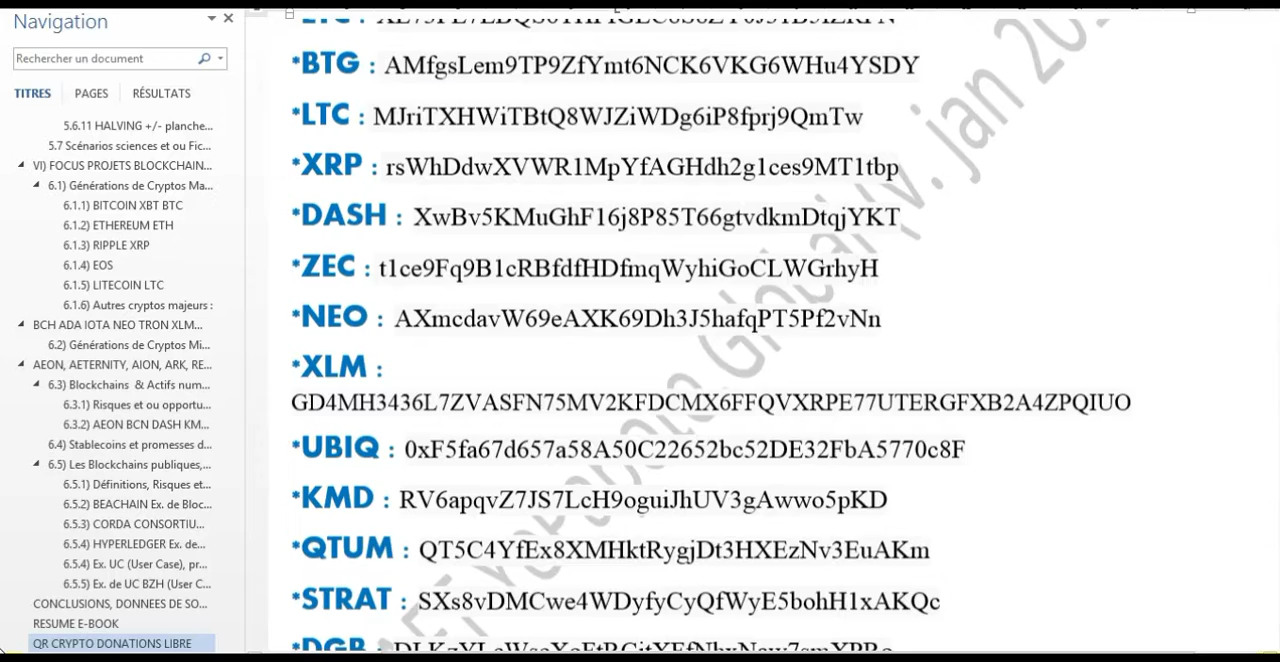 Navigation
Rechercher un document
TITRES PAGES RÉSULTATS
5.6.11 HALVING +/- planche...
5.7 Scénarios sciences et ou Fic...
VI) FOCUS PROJETS BLOCKCHAIN...
6.1) Générations de Cryptos Ma...
6.1.1) BITCOIN XBT BTC
6.1.2) ETHEREUM ETH
6.1.3) RIPPLE XRP
6.1.4) EOS
6.1.5) LITECOIN LTC
6.1.6) Autres cryptos majeurs :
BCH ADA IOTA NEO TRON XLM...
6.2) Générations de Cryptos Mi...
AEON, AETERNITY, AION, ARK, RE...
6.3) Blockchains & Actifs num...
6.3.1) Risques et ou opportu...
6.3.2) AEON BCN DASH KM...
6.4) Stablecoins et promesses d...
6.5) Les Blockchains publiques,...
6.5.1) Définitions, Risques et...
6.5.2) BEACHAIN Ex. de Bloc...
6.5.3) CORDA CONSORTIU...
6.5.4) HYPERLEDGER Ex. de...
6.5.4) Ex. UC (User Case), pr...
6.5.5) Ex. de UC BZH (User C...
CONCLUSIONS, DONNEES DE SO...
RESUME E-BOOK
QR CRYPTO DONATIONS LIBRE
*BTG : AMfgsLem9TP9ZfYmt6NCK6VKG6WHu4YSDY
*LTC : MJriTXHWiTBtQ8WJZiWDg6iP8fprj9QmTw
*XRP : rsWhDdwXVWR1MpYfAGHdh2g1ces9MT1tbp
*DASH : XwBv5KMuGhF16j8P85T66gtvdkmDtqjYKT
*ZEC : t1ce9Fq9B1cRBfdfHDfmqWyhiGoCLWGrhyH
*NEO : AXmcdavW69eAXK69Dh3J5hafqPT5Pf2vNn
*XLM :
GD4MH3436L7ZVASFN75MV2KFDCMX6FFQVXRPE77UTERGFXB2A4ZPQIUO
*UBIQ : 0xF5fa67d657a58A50C22652bc52DE32FbA5770c8F
*KMD : RV6apqvZ7JS7LcH9oguiJhUV3gAwwo5pKD
*QTUM : QT5C4YfEx8XMHktRygjDt3HXEzNv3EuAKm
*STRAT : SXs8vDMCwe4WDyfyCyQfWyE5bohH1xAKQc
*DGB :